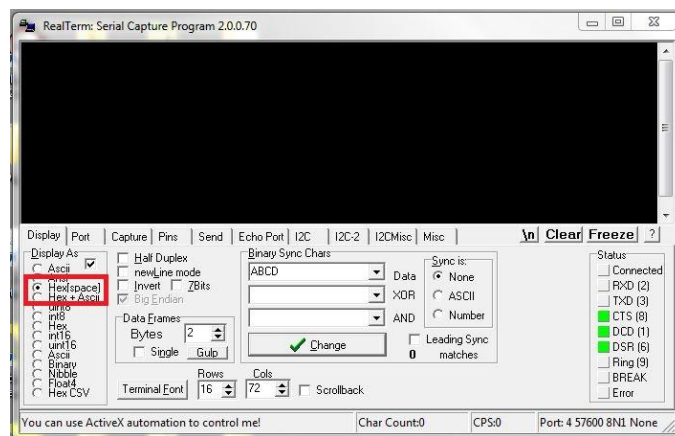 RealTerm: Serial Capture Program 2.0.0.70
Display Port Capture Pins Send Echo Port I2C I2C-2 I2CMisc Misc \n Clear Freeze ?
Display As
Ascii
Ansi
Hex[space]
Hex + Ascii
uint8
int8
Hex
int16
uint16
Ascii
Binary
Nibble
Float4
Hex CSV
Half Duplex
newLine mode
Invert 7Bits
Big Endian
Data Frames
Bytes 2
Single Gulp
Rows Cols
Terminal Font 16 72 Scrollback
Binary Sync Chars
ABCD Data
XOR
AND
Change
Sync is:
None
ASCII
Number
Leading Sync
0 matches
Status
Connected
RXD (2)
TXD (3)
CTS (8)
DCD (1)
DSR (6)
Ring (9)
BREAK
Error
You can use ActiveX automation to control me! Char Count:0 CPS:0 Port: 4 57600 8N1 None